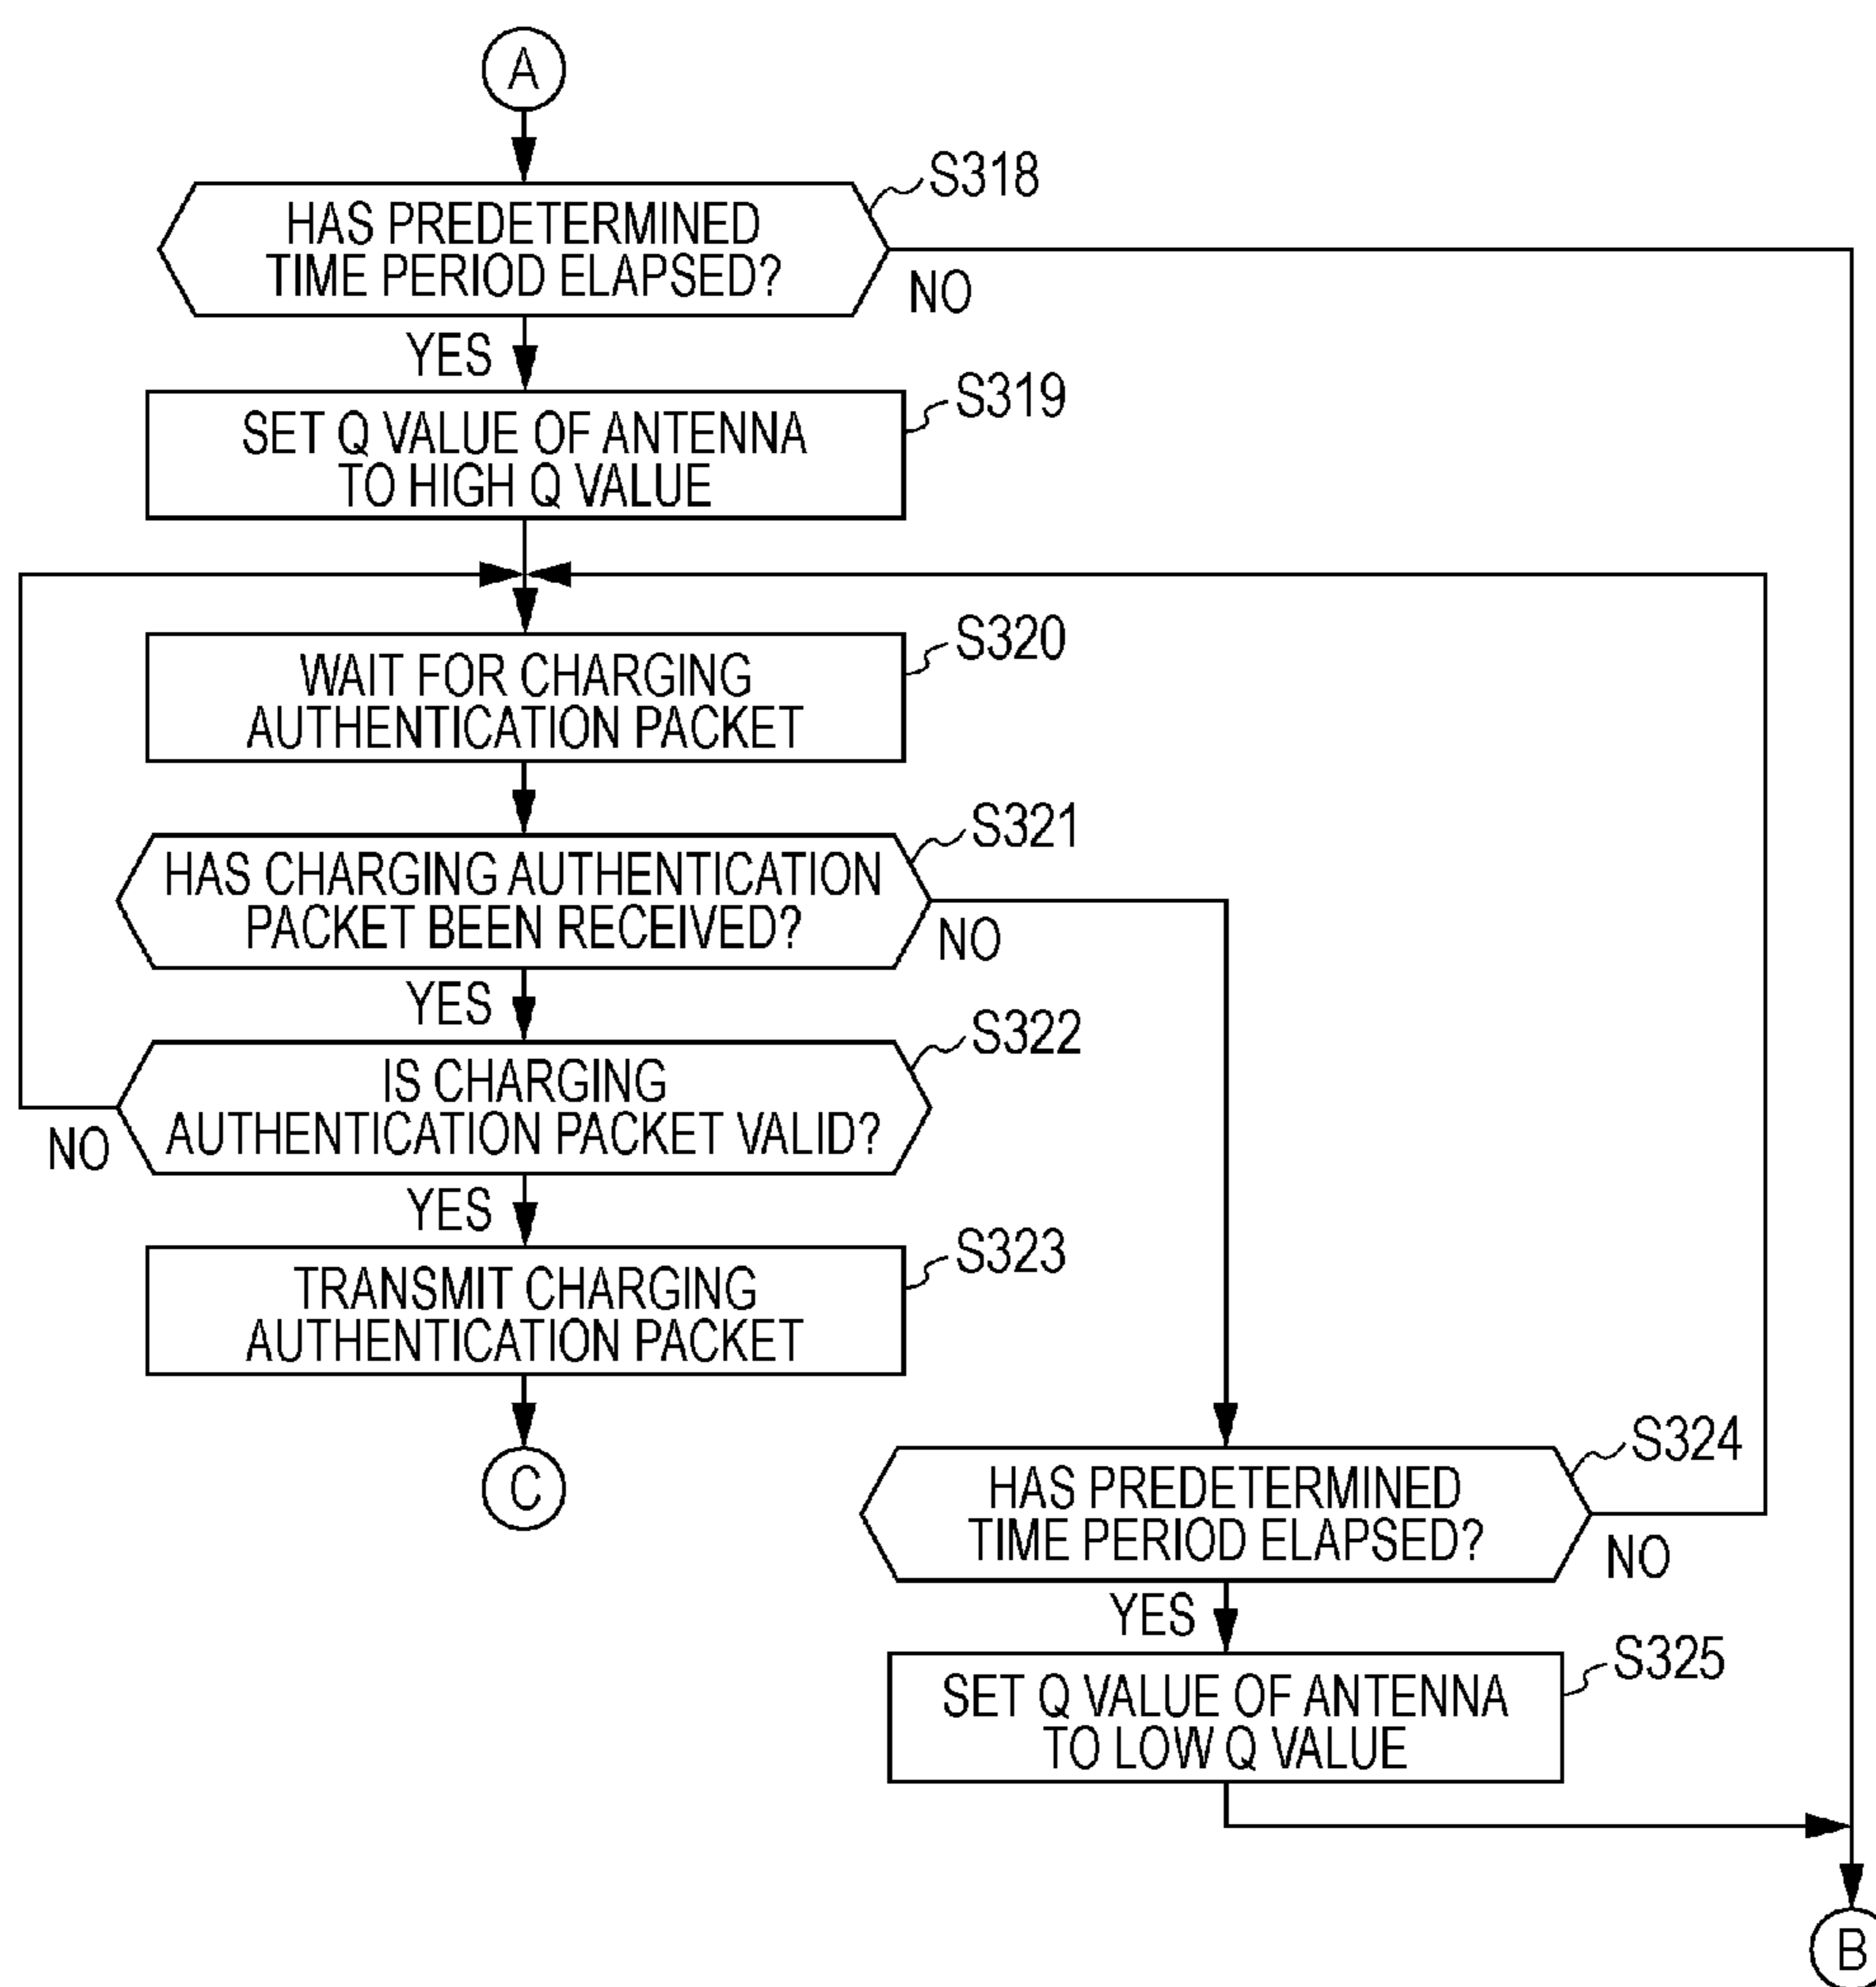 A
S318
HAS PREDETERMINED
TIME PERIOD ELAPSED?
NO
YES
S319
SET Q VALUE OF ANTENNA
TO HIGH Q VALUE
S320
WAIT FOR CHARGING
AUTHENTICATION PACKET
S321
HAS CHARGING AUTHENTICATION
PACKET BEEN RECEIVED?
NO
YES
S322
IS CHARGING
AUTHENTICATION PACKET VALID?
NO
YES
S323
TRANSMIT CHARGING
AUTHENTICATION PACKET
C
S324
HAS PREDETERMINED
TIME PERIOD ELAPSED?
NO
YES
S325
SET Q VALUE OF ANTENNA
TO LOW Q VALUE
B